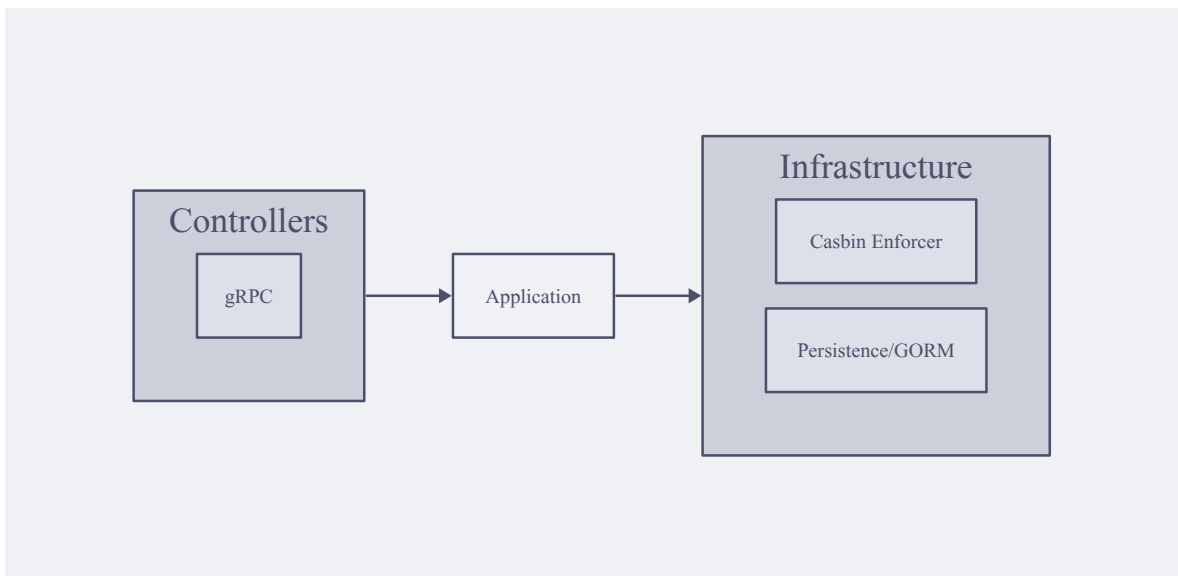 Controllers
gRPC
Application
Infrastructure
Casbin Enforcer
Persistence/GORM